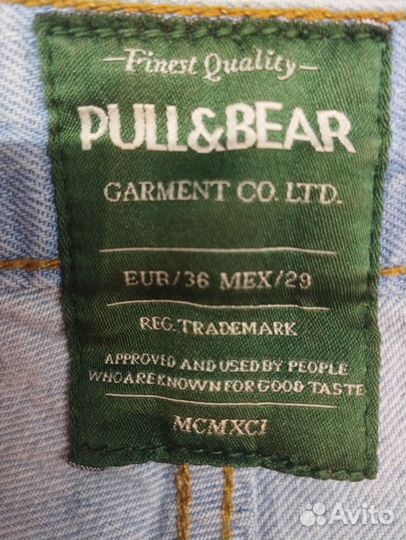 Finest Quality
PULL&BEAR
GARMENT CO. LTD.
EUR/36 MEX/29
REG. TRADEMARK
APPROVED AND USED BY PEOPLE
WHO ARE KNOWN FOR GOOD TASTE
MCMXCI
Avito